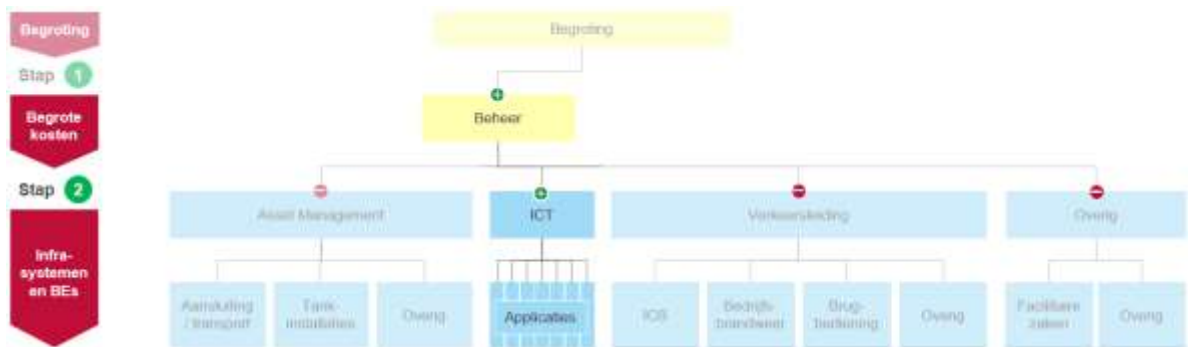 Begroting
Begroting
Stap 1
Beheer
Begrote
kosten
Stap 2
Asset Management
ICT
Verkeersleiding
Overig
Infra-
systemen
en BEs
Aansluiting
/ transport
Tank-
installaties
Overig
Applicaties
ICS
Bedrijfs-
brandweer
Brug-
bediening
Overig
Facilitaire
zaken
Overig